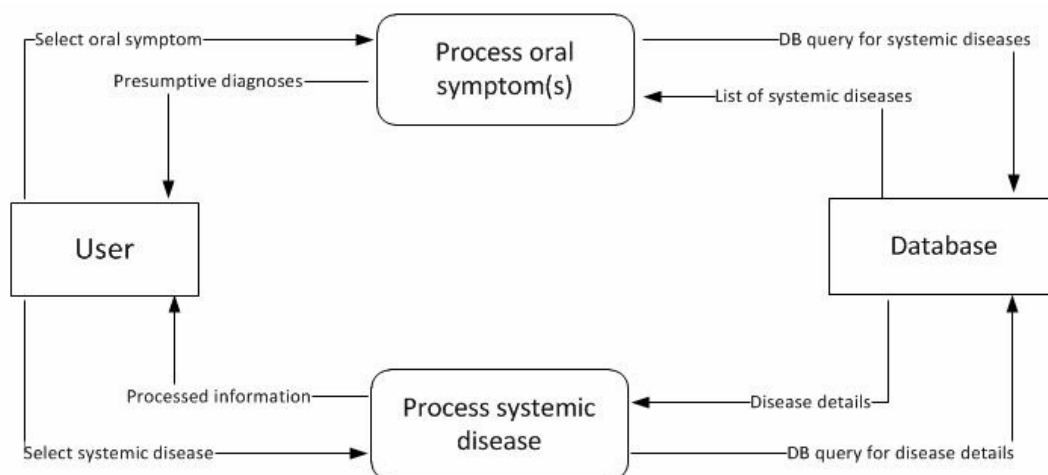 Select oral symptom
Process oral
symptom(s)
DB query for systemic diseases
Presumptive diagnoses
List of systemic diseases
User
Database
Processed information
Process systemic
disease
Disease details
Select systemic disease
DB query for disease details